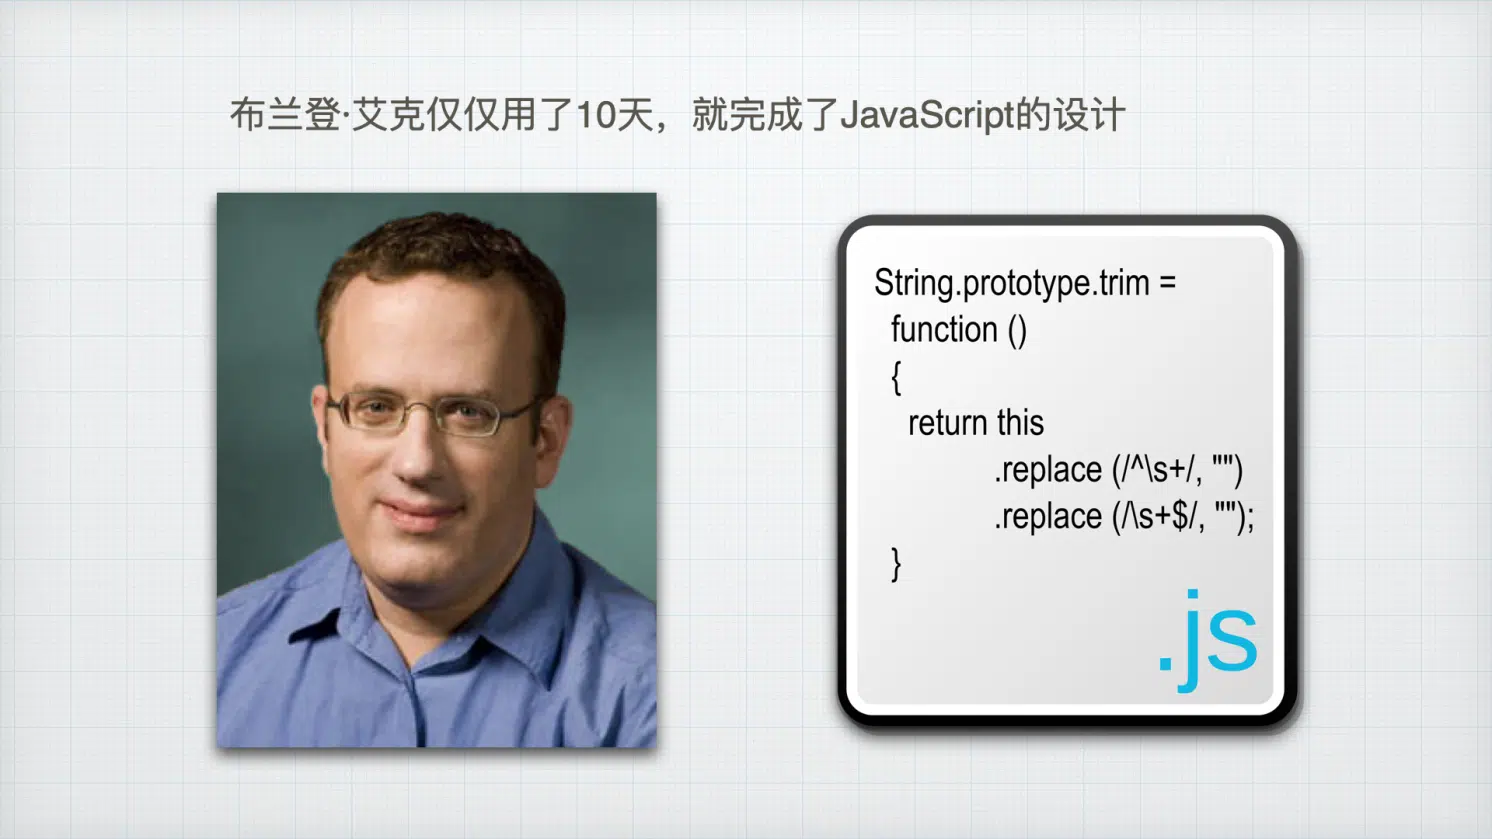 布兰登·艾克仅仅用了10天，就完成了JavaScript的设计
String.prototype.trim =
function ()
{
return this
.replace (/^\s+/, "")
.replace (/\s+$/, "");
}
.js